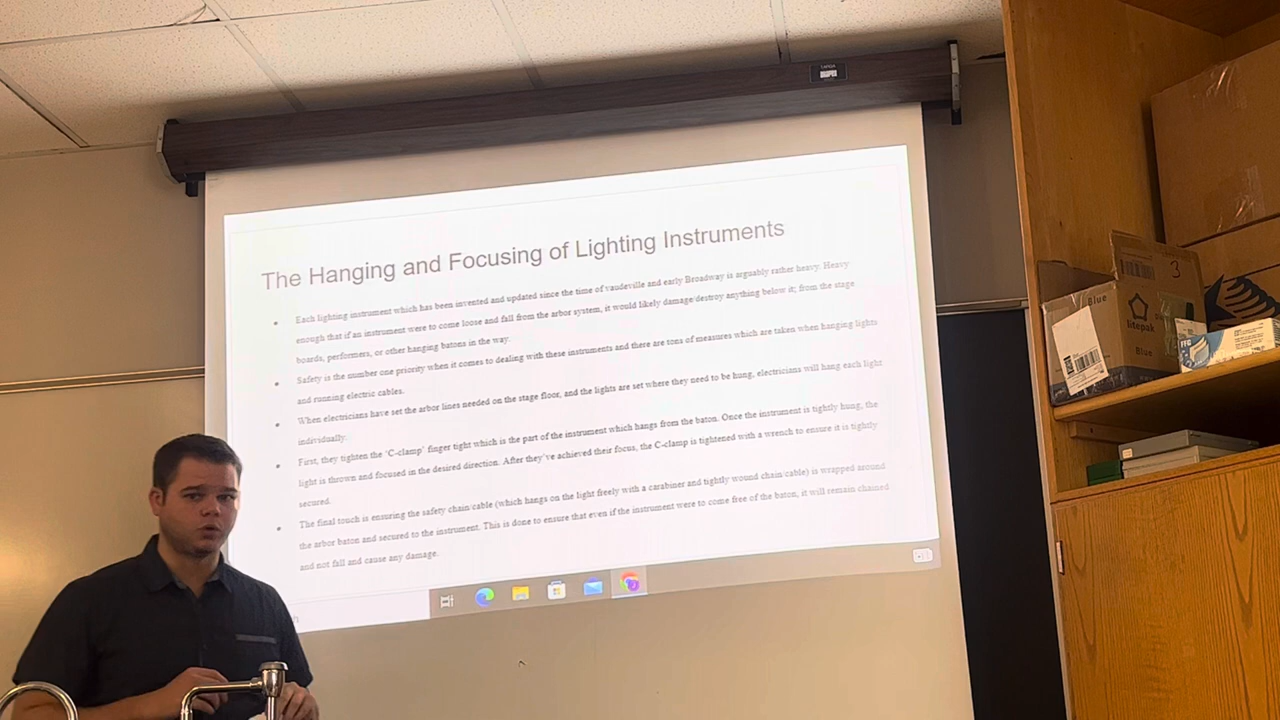 The Hanging and Focusing of Lighting Instruments
Each lighting instrument which has been invented and updated since the time of vaudeville and early Broadway is arguably rather heavy. Heavy
enough that if an instrument were to come loose and fall from the arbor system, it would likely damage/destroy anything below it; from the stage
boards, performers, or other hanging batons in the way.
Safety is the number one priority when it comes to dealing with these instruments and there are tons of measures which are taken when hanging lights
and running electric cables.
When electricians have set the arbor lines needed on the stage floor, and the lights are set where they need to be hung, electricians will hang each light
individually.
First, they tighten the 'C-clamp' finger tight which is the part of the instrument which hangs from the baton. Once the instrument is tightly hung, the
light is thrown and focused in the desired direction. After they've achieved their focus, the C-clamp is tightened with a wrench to ensure it is tightly
secured.
The final touch is ensuring the safety chain/cable (which hangs on the light freely with a carabiner and tightly wound chain/cable) is wrapped around
the arbor baton and secured to the instrument. This is done to ensure that even if the instrument were to come free of the baton, it will remain chained
and not fall and cause any damage.
3
Blue
litepak
Blue
FFG